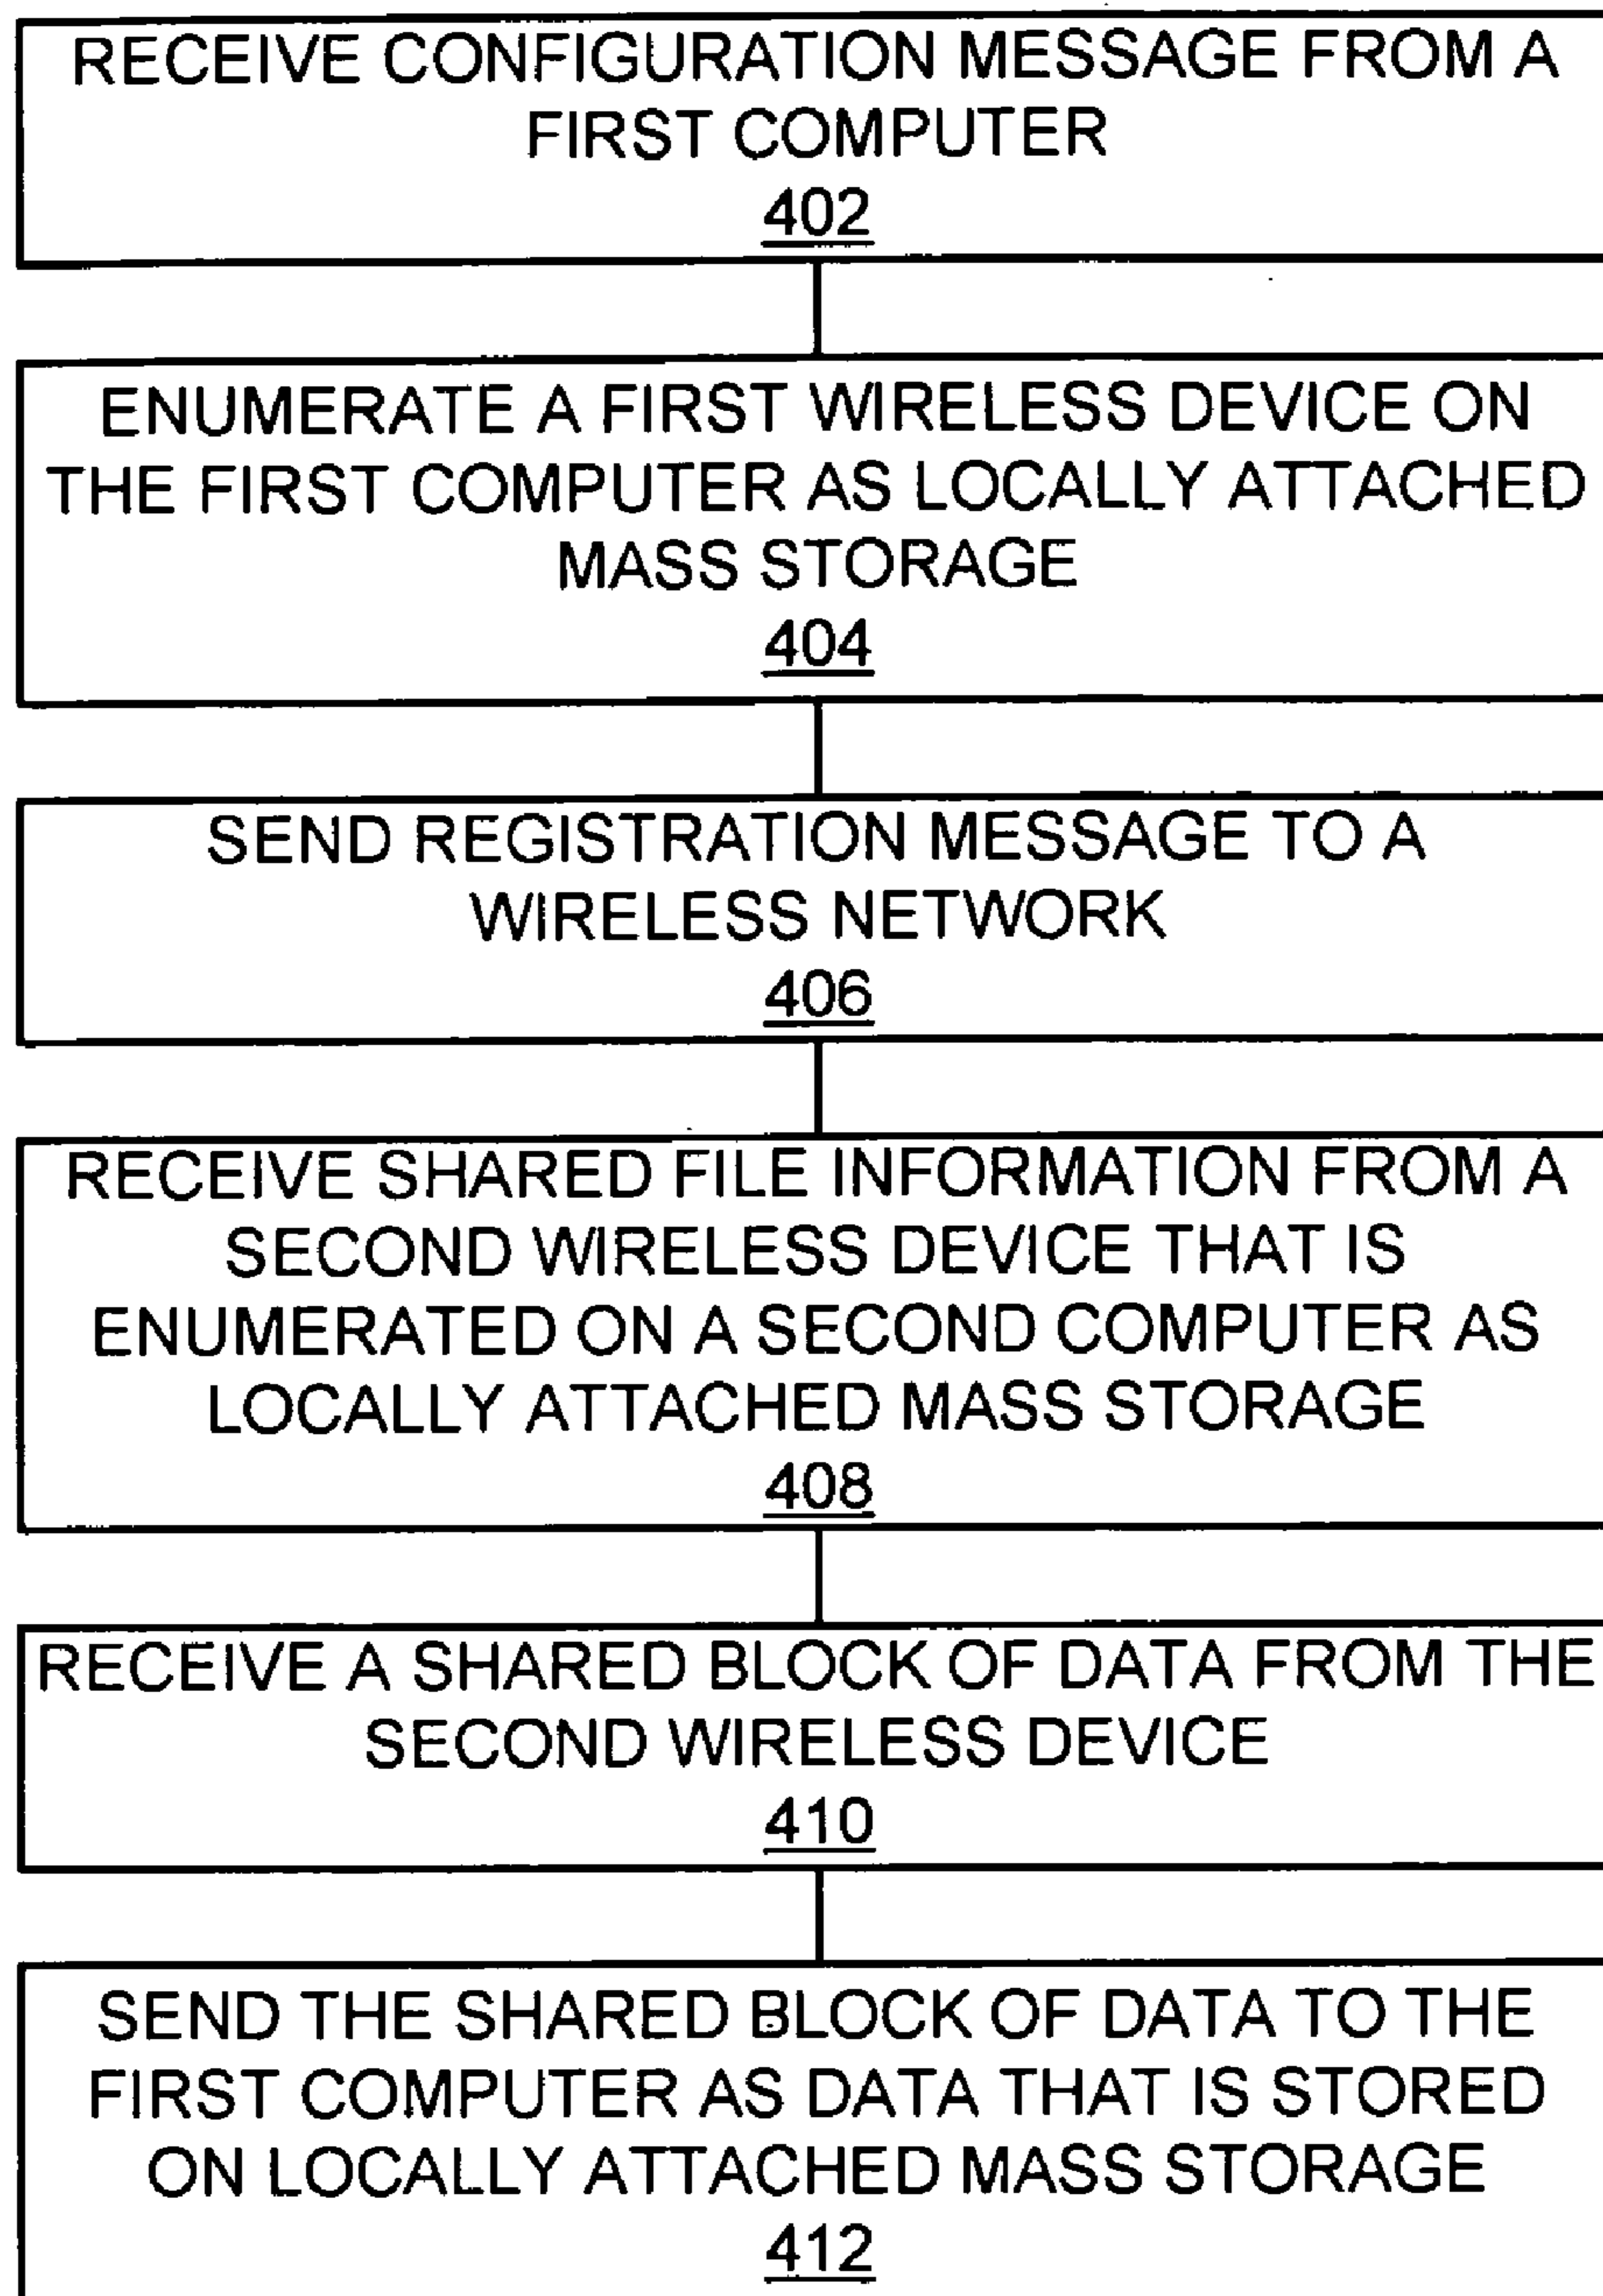 RECEIVE CONFIGURATION MESSAGE FROM A
FIRST COMPUTER
402
ENUMERATE A FIRST WIRELESS DEVICE ON
THE FIRST COMPUTER AS LOCALLY ATTACHED
MASS STORAGE
404
SEND REGISTRATION MESSAGE TO A
WIRELESS NETWORK
406
RECEIVE SHARED FILE INFORMATION FROM A
SECOND WIRELESS DEVICE THAT IS
ENUMERATED ON A SECOND COMPUTER AS
LOCALLY ATTACHED MASS STORAGE
408
RECEIVE A SHARED BLOCK OF DATA FROM THE
SECOND WIRELESS DEVICE
410
SEND THE SHARED BLOCK OF DATA TO THE
FIRST COMPUTER AS DATA THAT IS STORED
ON LOCALLY ATTACHED MASS STORAGE
412